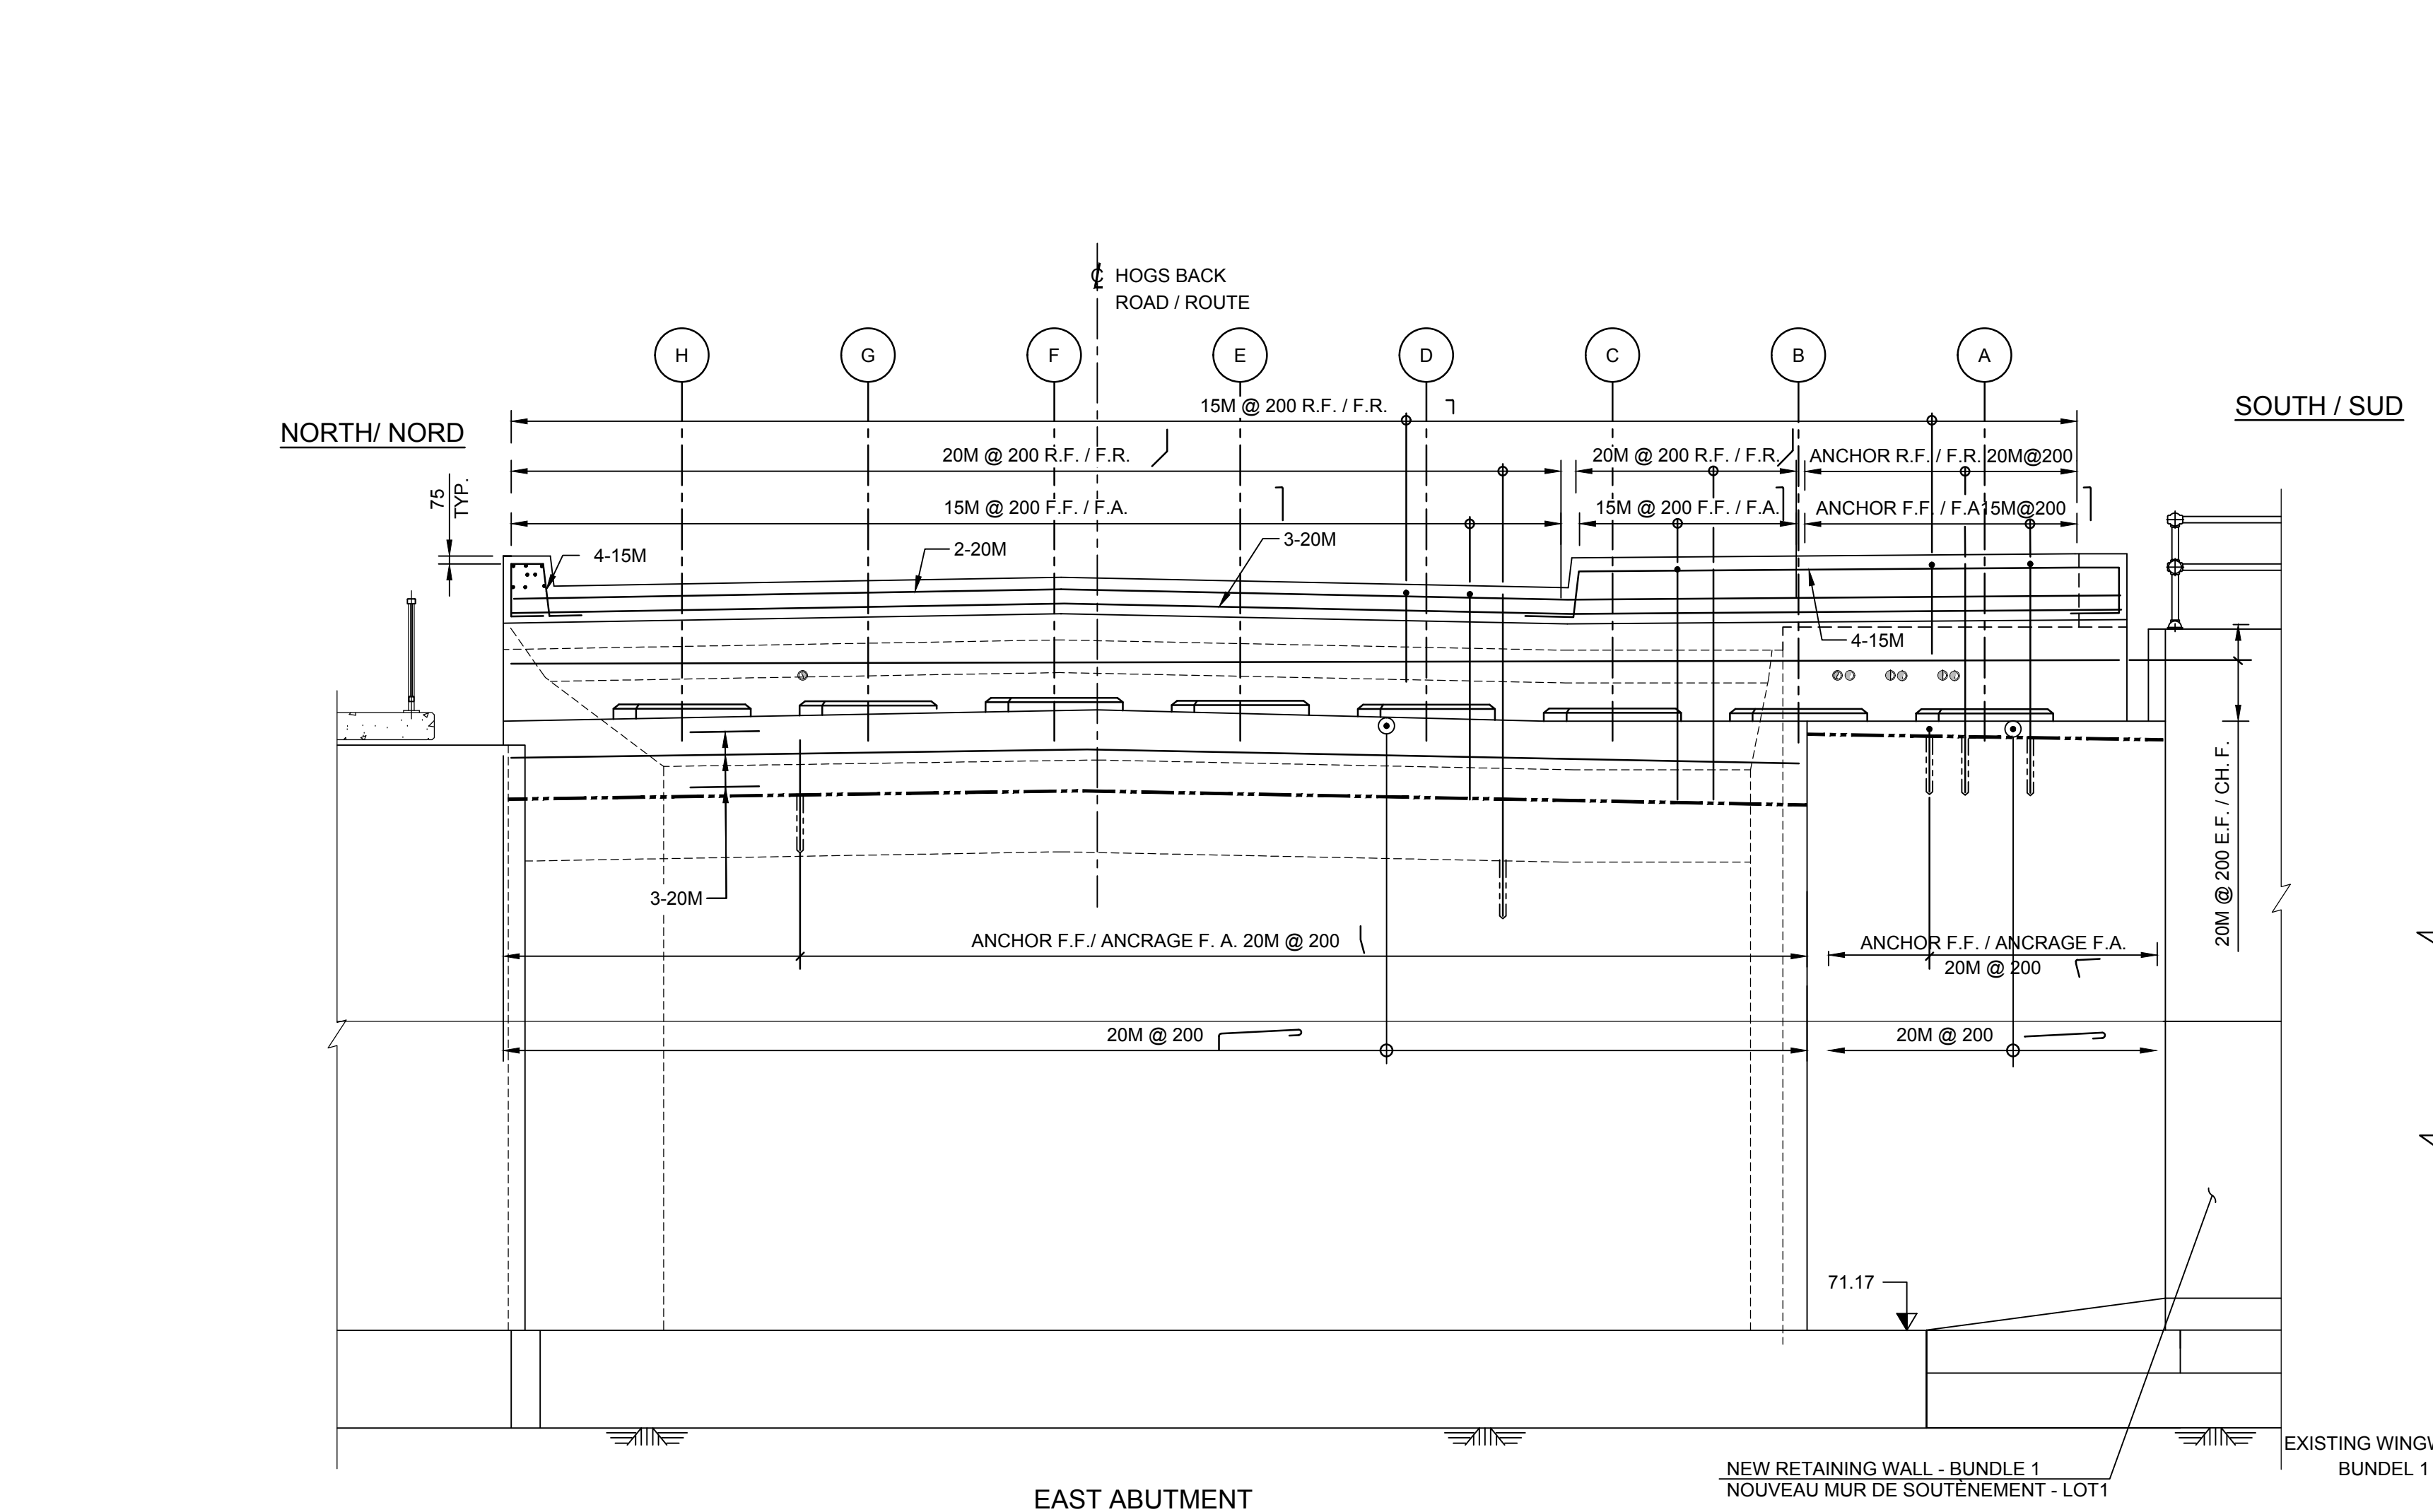 ℄ HOGS BACK
ROAD / ROUTE
H G F E D C B A
NORTH/ NORD
SOUTH / SUD
15M @ 200 R.F. / F.R.
20M @ 200 R.F. / F.R.
20M @ 200 R.F. / F.R.
ANCHOR R.F. / F.R. 20M@200
75
TYP.
15M @ 200 F.F. / F.A.
15M @ 200 F.F. / F.A.
ANCHOR F.F. / F.A 15M@200
4-15M
2-20M
3-20M
4-15M
20M @ 200 E.F. / CH. F.
3-20M
ANCHOR F.F./ ANCRAGE F. A. 20M @ 200
ANCHOR F.F. / ANCRAGE F.A.
20M @ 200
20M @ 200
20M @ 200
71.17
EXISTING WINGW
BUNDEL 1
NEW RETAINING WALL - BUNDLE 1
NOUVEAU MUR DE SOUTÈNEMENT - LOT1
EAST ABUTMENT